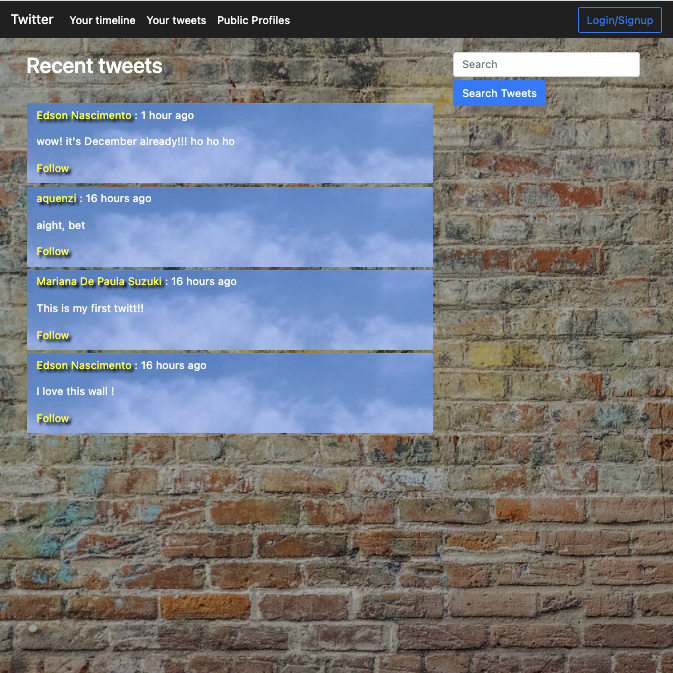 Twitter Your timeline Your tweets Public Profiles Login/Signup
Recent tweets
Search
Search Tweets
Edson Nascimento : 1 hour ago
wow! it's December already!!! ho ho ho
Follow
aquenzi : 16 hours ago
aight, bet
Follow
Mariana De Paula Suzuki : 16 hours ago
This is my first twitt!!
Follow
Edson Nascimento : 16 hours ago
I love this wall !
Follow